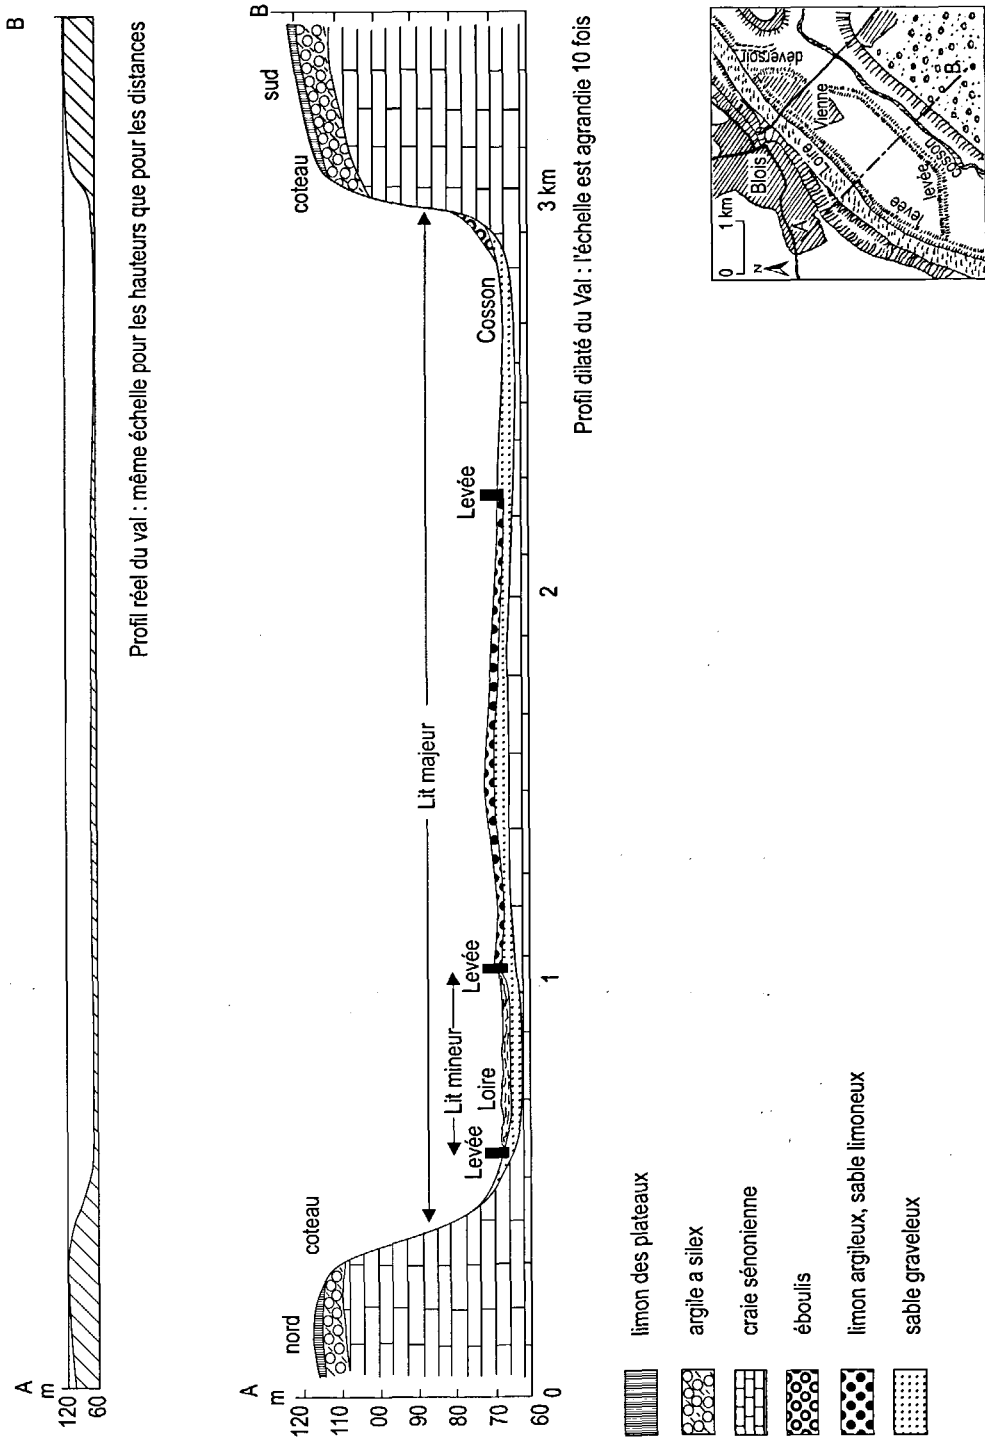 A
B
m
120
60
Profil réel du val : même échelle pour les hauteurs que pour les distances
A
B
m
120
110
00
90
80
70
60
nord
coteau
Lit majeur
coteau
sud
Levée
Lit mineur
Loire
Levée
Levée
Cosson
0
1
2
3 km
Profil dilaté du Val : l'échelle est agrandie 10 fois
limon des plateaux
argile a silex
craie sénonienne
éboulis
limon argileux, sable limoneux
sable graveleux
0 1 km
N
Blois
A
Loire
Vienne
déversoir
levée
levée
Cosson
B